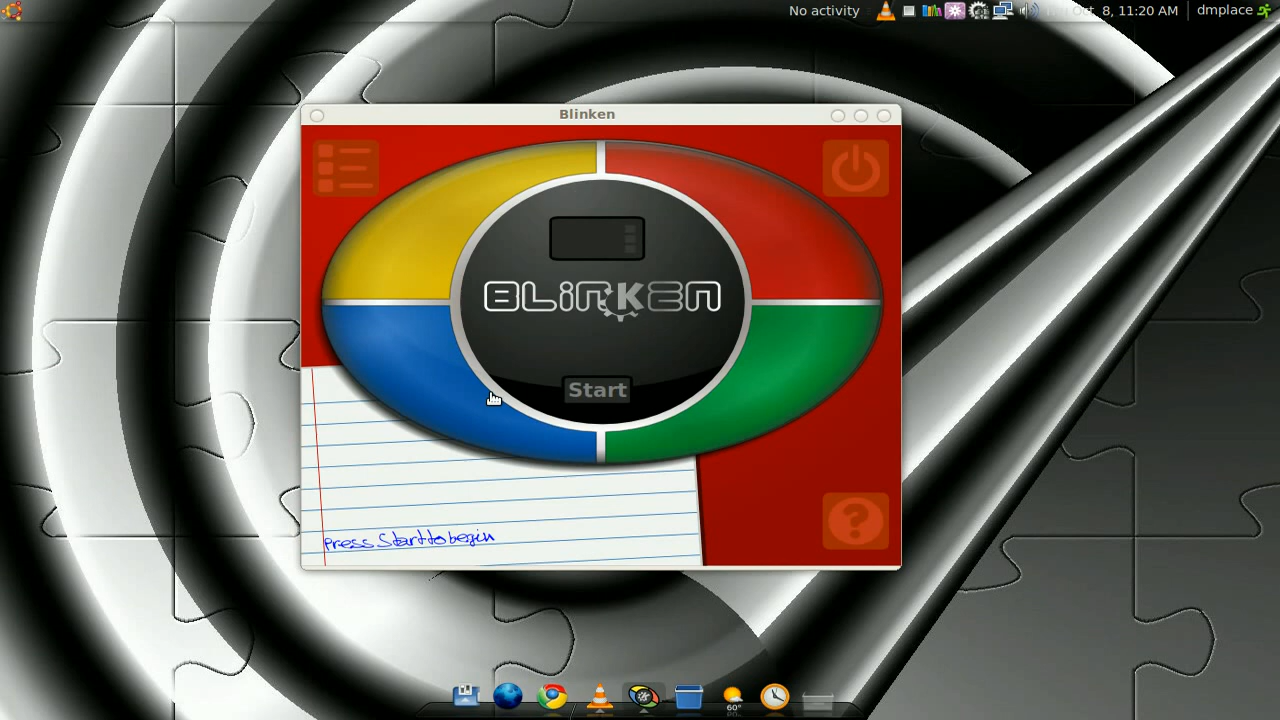 No activity
Oct. 8, 11:20 AM
dmplace
Blinken
BLINKEN
Start
Press Start to begin
60°